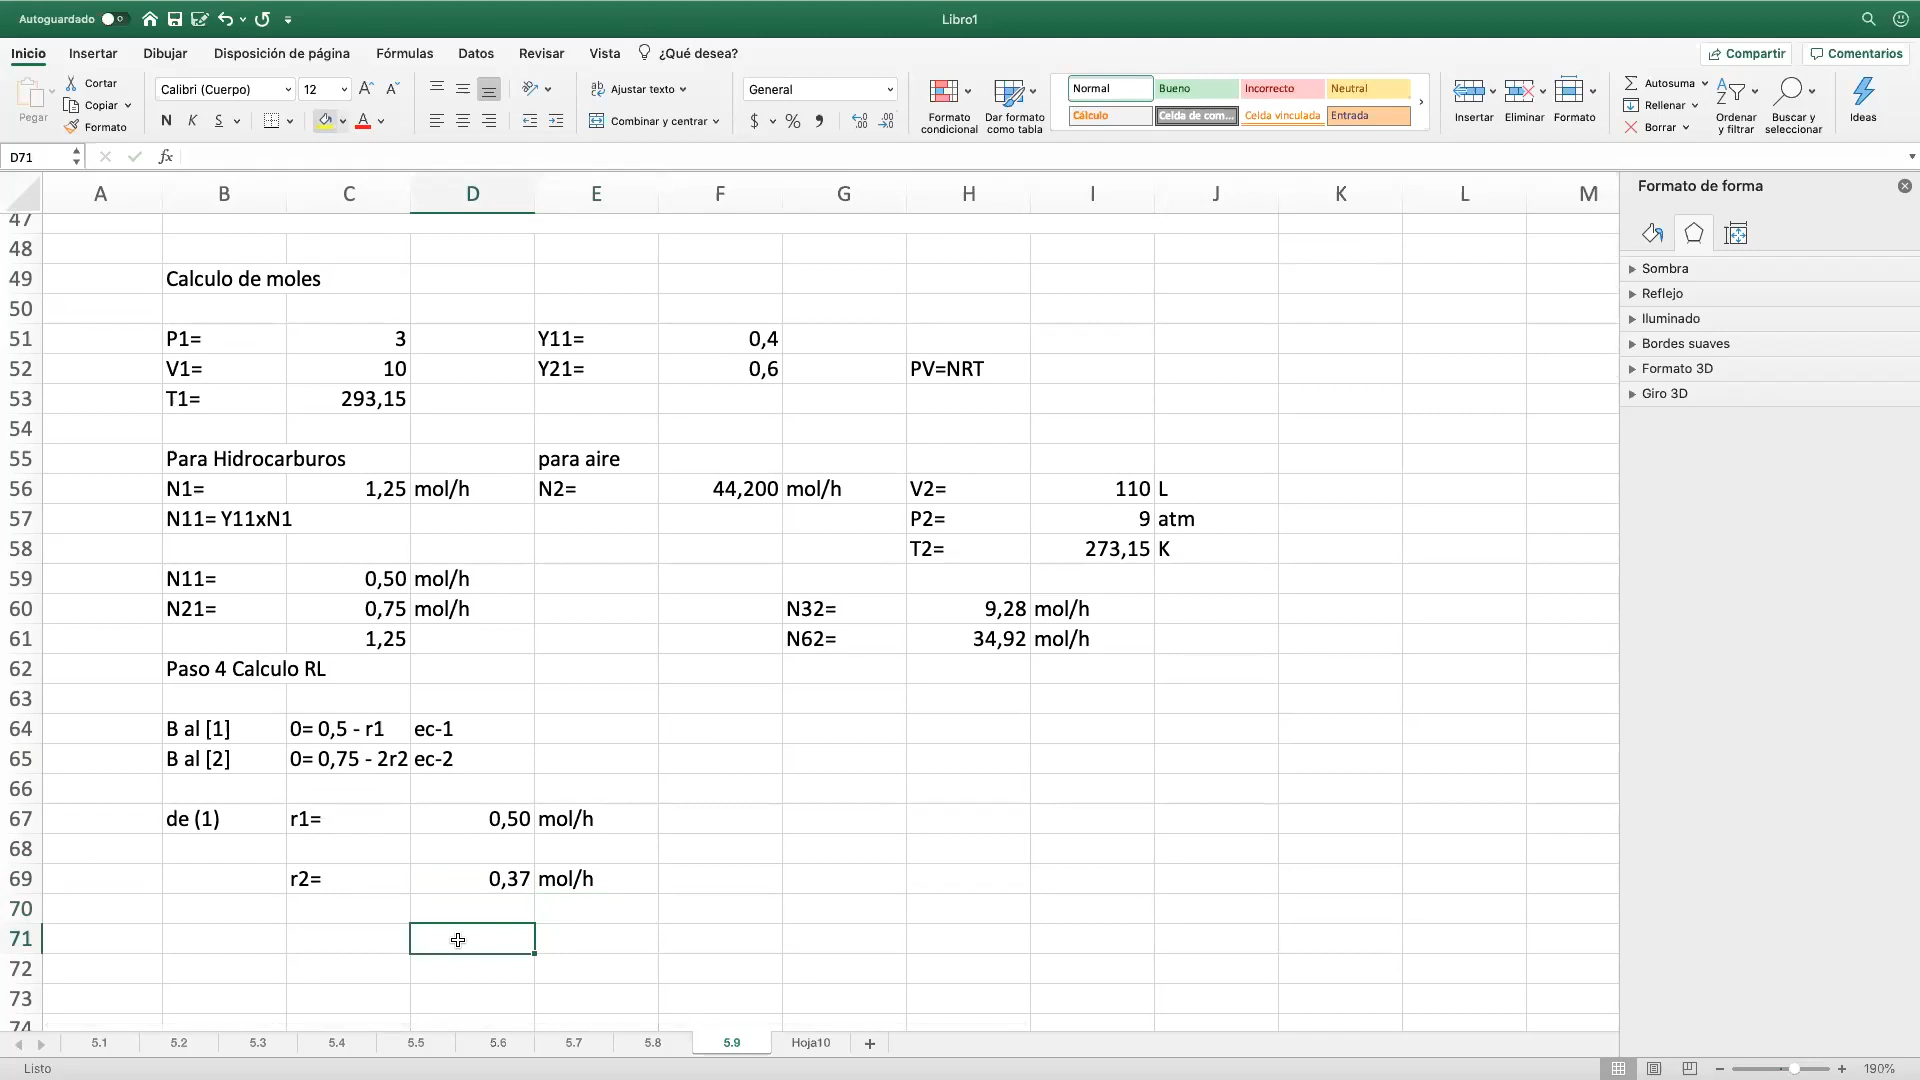 Autoguardado
Libro1
Inicio Insertar Dibujar Disposición de página Fórmulas Datos Revisar Vista ¿Qué desea? Compartir Comentarios
Pegar
Cortar
Copiar
Formato
Calibri (Cuerpo) 12
N K S
Ajustar texto
Combinar y centrar
General
$ % 9
Formato condicional
Dar formato como tabla
Normal Bueno Incorrecto Neutral
Cálculo Celda de com... Celda vinculada Entrada
Insertar Eliminar Formato
Autosuma
Rellenar
Borrar
Ordenar y filtrar
Buscar y seleccionar
Ideas
D71 fx
A B C D E F G H I J K L M
47
48
49 Calculo de moles
50
51 P1= 3 Y11= 0,4
52 V1= 10 Y21= 0,6 PV=NRT
53 T1= 293,15
54
55 Para Hidrocarburos para aire
56 N1= 1,25 mol/h N2= 44,200 mol/h V2= 110 L
57 N11= Y11xN1 P2= 9 atm
58 T2= 273,15 K
59 N11= 0,50 mol/h
60 N21= 0,75 mol/h N32= 9,28 mol/h
61 1,25 N62= 34,92 mol/h
62 Paso 4 Calculo RL
63
64 B al [1] 0= 0,5 - r1 ec-1
65 B al [2] 0= 0,75 - 2r2 ec-2
66
67 de (1) r1= 0,50 mol/h
68
69 r2= 0,37 mol/h
70
71
72
73
74
Formato de forma
Sombra
Reflejo
Iluminado
Bordes suaves
Formato 3D
Giro 3D
5.1 5.2 5.3 5.4 5.5 5.6 5.7 5.8 5.9 Hoja10 +
Listo
190%